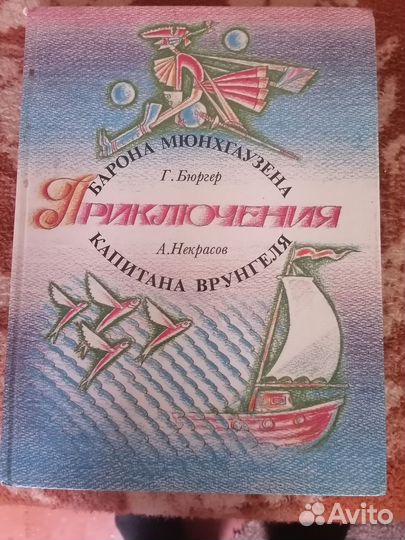 БАРОНА МЮНХГАУЗЕНА
Г. Бюргер
ПРИКЛЮЧЕНИЯ
А. Некрасов
КАПИТАНА ВРУНГЕЛЯ
Avito